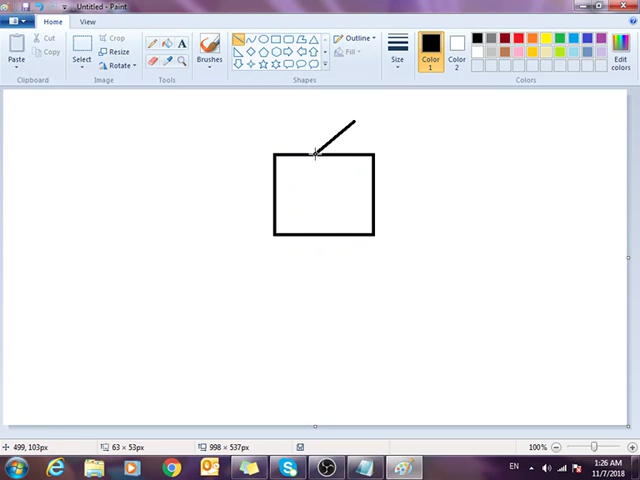 Untitled - Paint
Home
View
Paste
Cut
Copy
Clipboard
Select
Crop
Resize
Rotate
Image
A
Tools
Brushes
Outline
Fill
Shapes
Size
Color
1
Color
2
Edit
colors
Colors
499, 103px
63 × 53px
998 × 537px
100%
EN
1:26 AM
11/7/2018